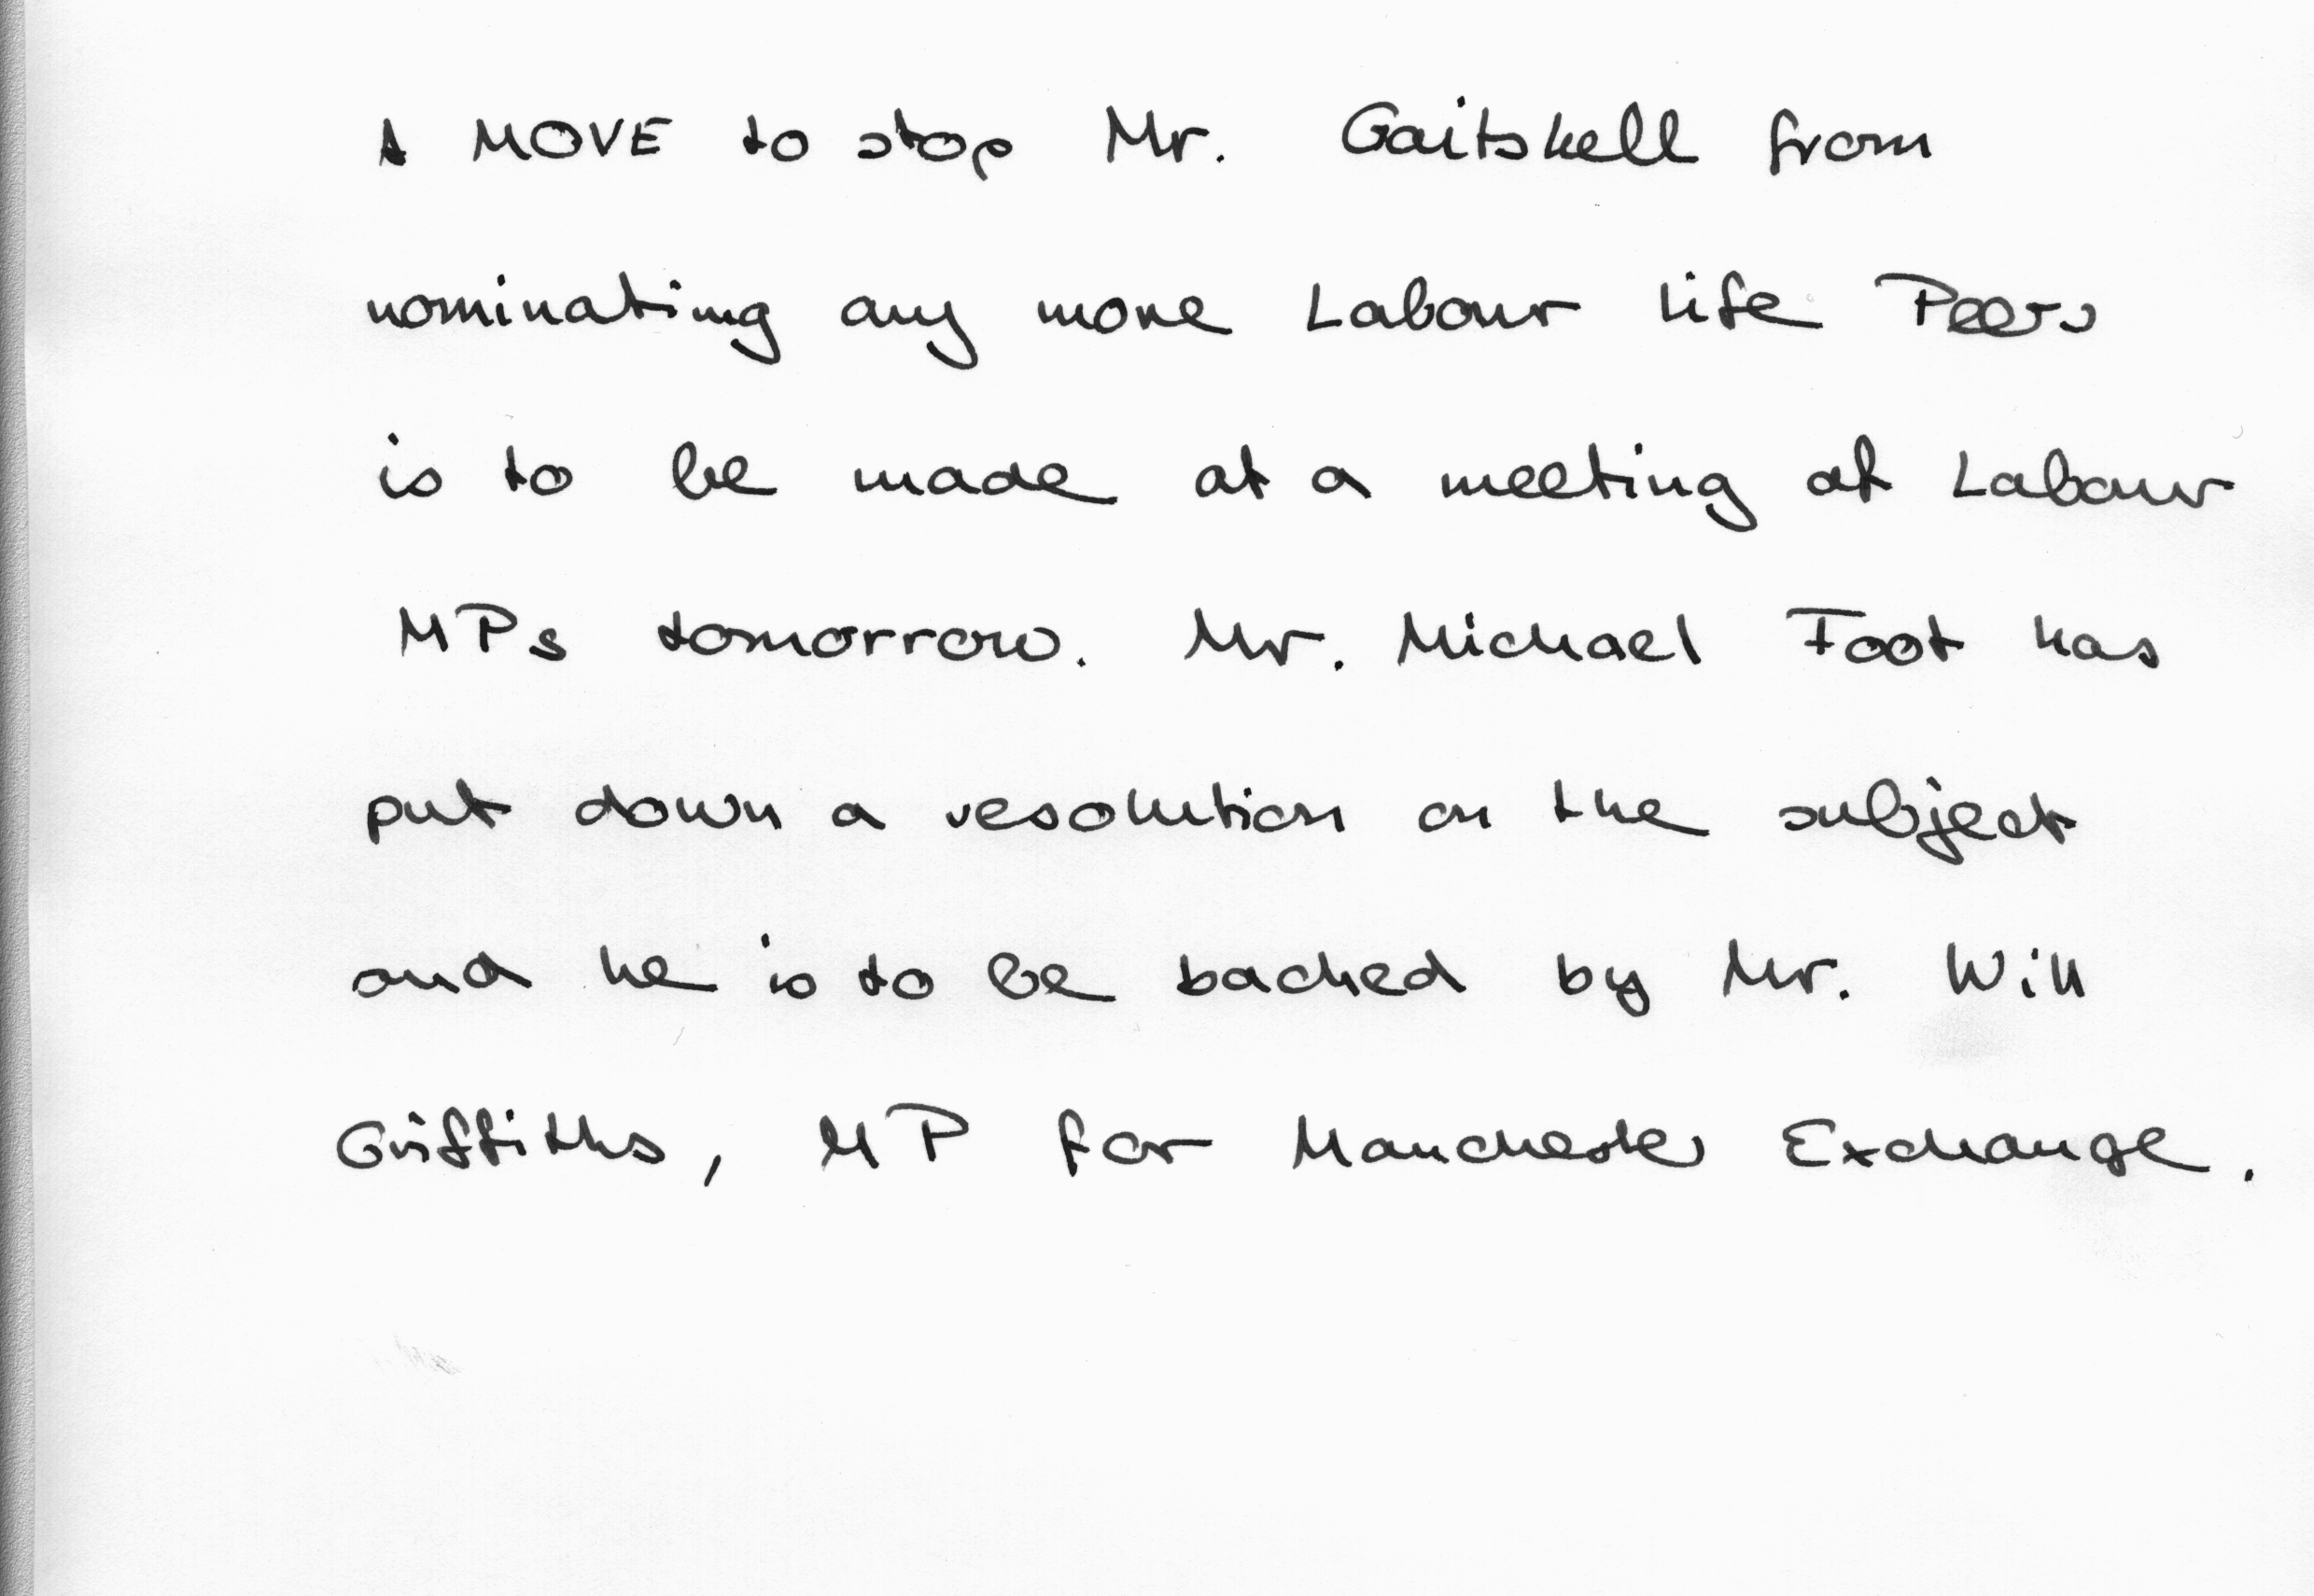 A MOVE to stop Mr. Gaitskell from
nominating any more Labour life Peers
is to be made at a meeting of Labour
MPs tomorrow. Mr. Michael Foot has
put down a resolution on the subject
and he is to be backed by Mr. Will
Griffiths, MP for Manchester Exchange.